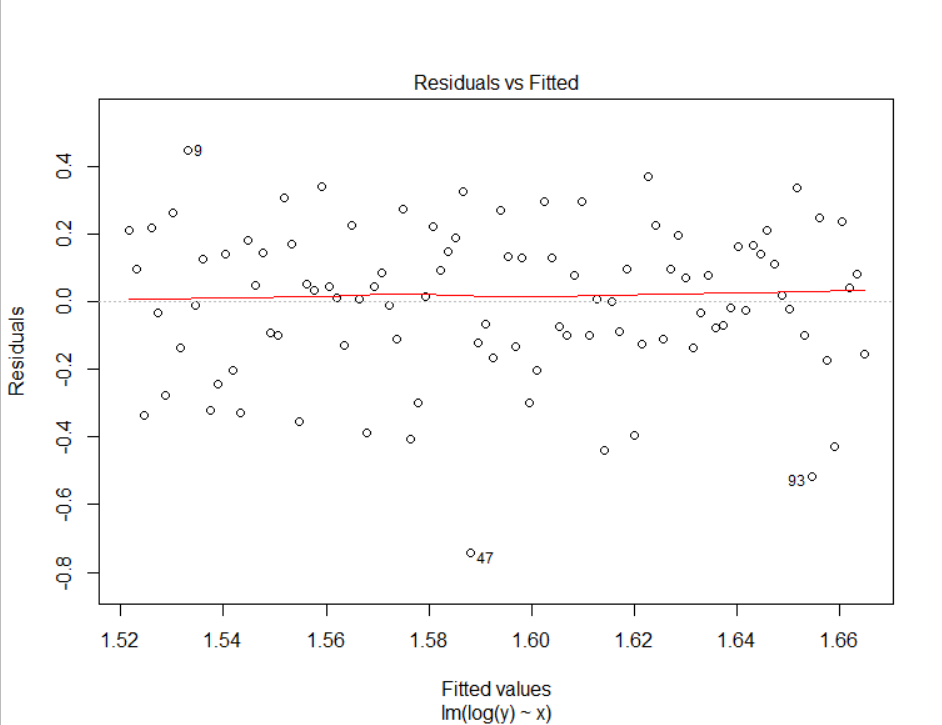 Residuals vs Fitted
Residuals
0.4
0.2
0.0
-0.2
-0.4
-0.6
-0.8
9
93
47
1.52 1.54 1.56 1.58 1.60 1.62 1.64 1.66
Fitted values
lm(log(y) ~ x)